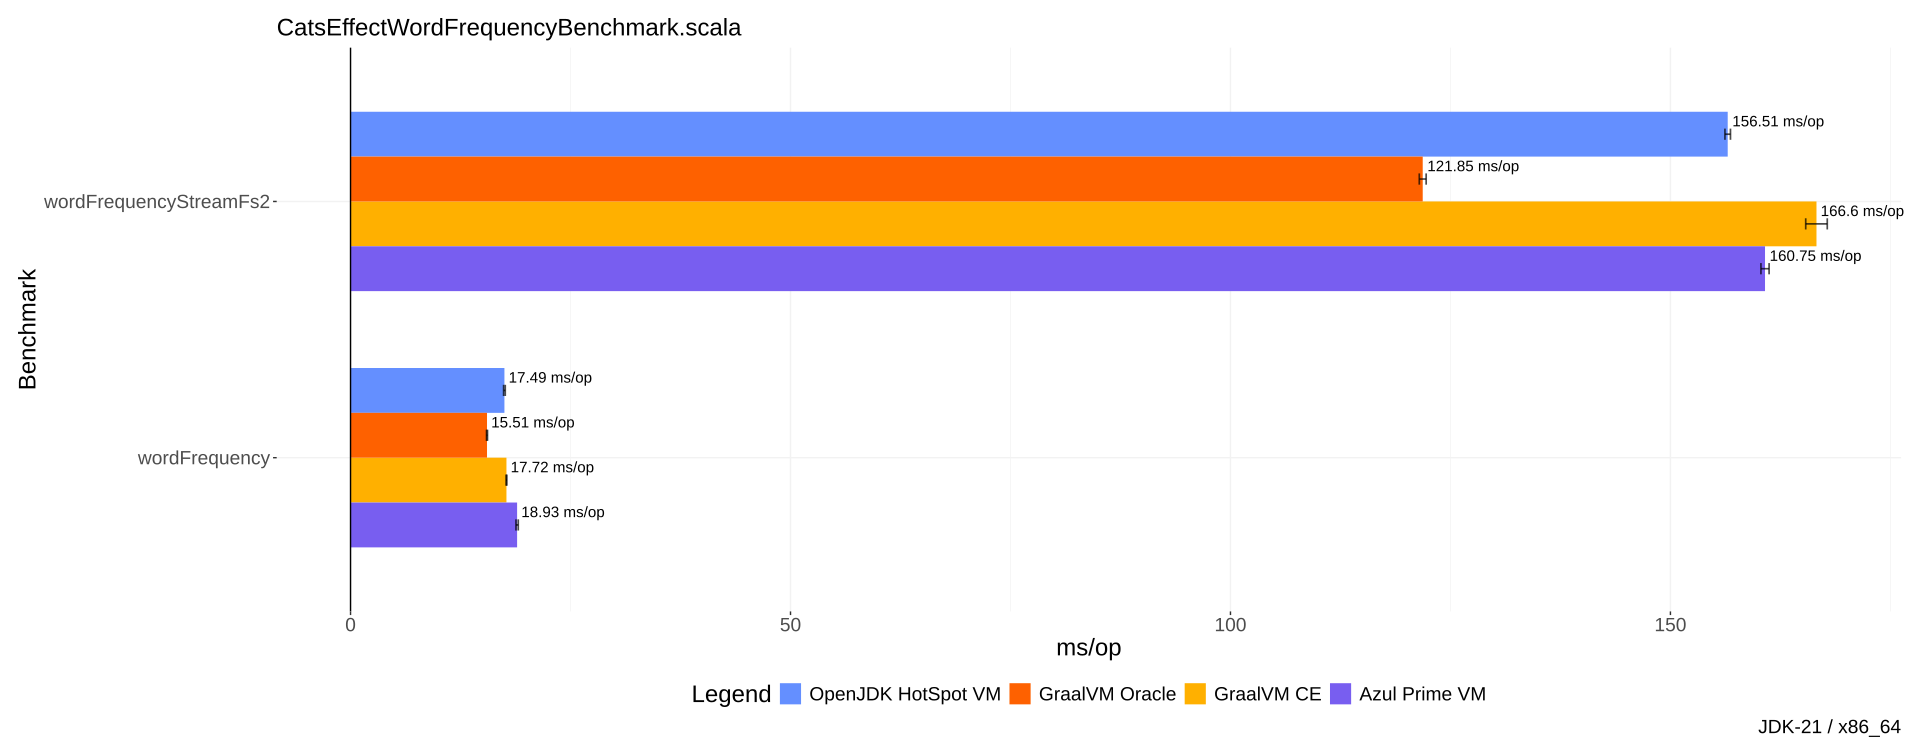 CatsEffectWordFrequencyBenchmark.scala
156.51 ms/op
121.85 ms/op
wordFrequencyStreamFs2
166.6 ms/op
160.75 ms/op
Benchmark
17.49 ms/op
15.51 ms/op
wordFrequency
17.72 ms/op
18.93 ms/op
0 50 100 150
ms/op
Legend OpenJDK HotSpot VM GraalVM Oracle GraalVM CE Azul Prime VM
JDK-21 / x86_64